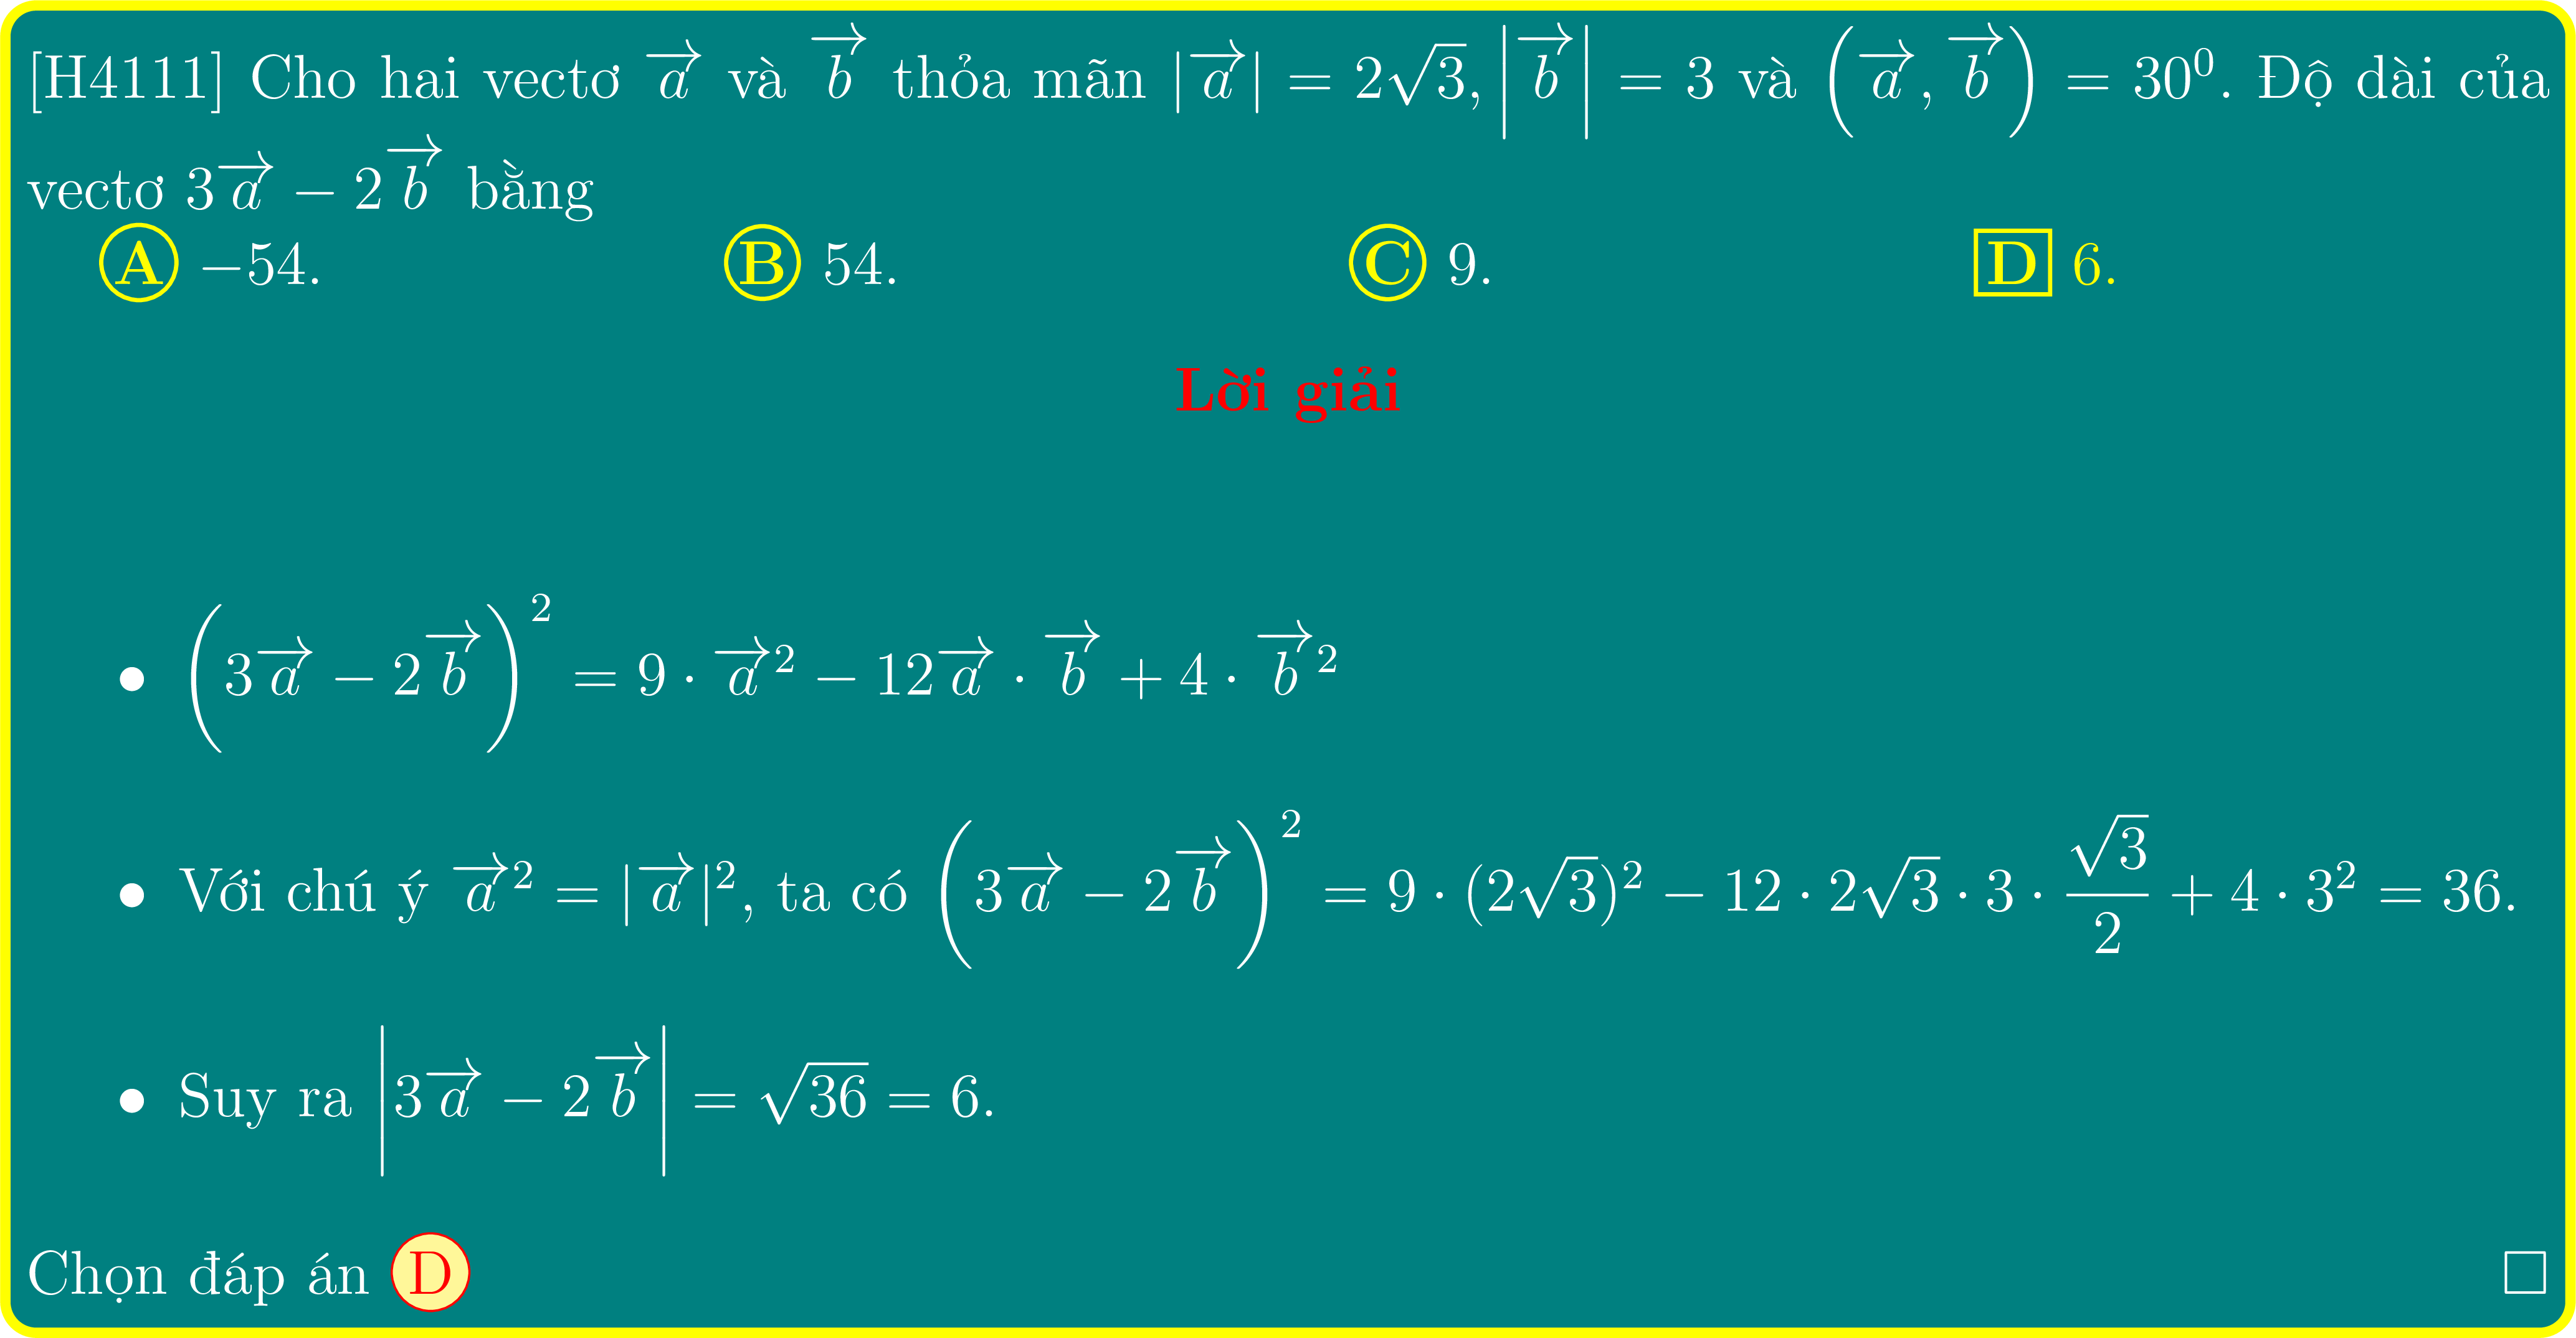 [H4111] Cho hai vectơ $\overrightarrow{a}$ và $\overrightarrow{b}$ thỏa mãn $|\overrightarrow{a}| = 2\sqrt{3}, \left|\overrightarrow{b}\right| = 3$ và $\left(\overrightarrow{a}, \overrightarrow{b}\right) = 30^0$. Độ dài của
vectơ $3\overrightarrow{a} - 2\overrightarrow{b}$ bằng
A −54. B 54. C 9. D 6.
Lời giải
• $\left(3\overrightarrow{a} - 2\overrightarrow{b}\right)^2 = 9 \cdot \overrightarrow{a}^2 - 12\overrightarrow{a} \cdot \overrightarrow{b} + 4 \cdot \overrightarrow{b}^2$
• Với chú ý $\overrightarrow{a}^2 = |\overrightarrow{a}|^2$, ta có $\left(3\overrightarrow{a} - 2\overrightarrow{b}\right)^2 = 9 \cdot (2\sqrt{3})^2 - 12 \cdot 2\sqrt{3} \cdot 3 \cdot \frac{\sqrt{3}}{2} + 4 \cdot 3^2 = 36.$
• Suy ra $\left|3\overrightarrow{a} - 2\overrightarrow{b}\right| = \sqrt{36} = 6.$
Chọn đáp án D □